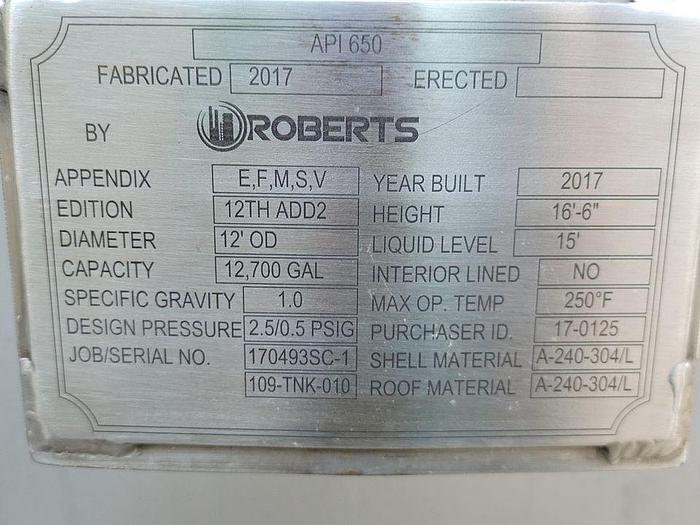 API 650
FABRICATED 2017 ERECTED
BY ROBERTS
APPENDIX E,F,M,S,V YEAR BUILT 2017
EDITION 12TH ADD2 HEIGHT 16'-6"
DIAMETER 12' OD LIQUID LEVEL 15'
CAPACITY 12,700 GAL INTERIOR LINED NO
SPECIFIC GRAVITY 1.0 MAX OP. TEMP 250°F
DESIGN PRESSURE 2.5/0.5 PSIG PURCHASER ID. 17-0125
JOB/SERIAL NO. 170493SC-1 SHELL MATERIAL A-240-304/L
109-TNK-010 ROOF MATERIAL A-240-304/L